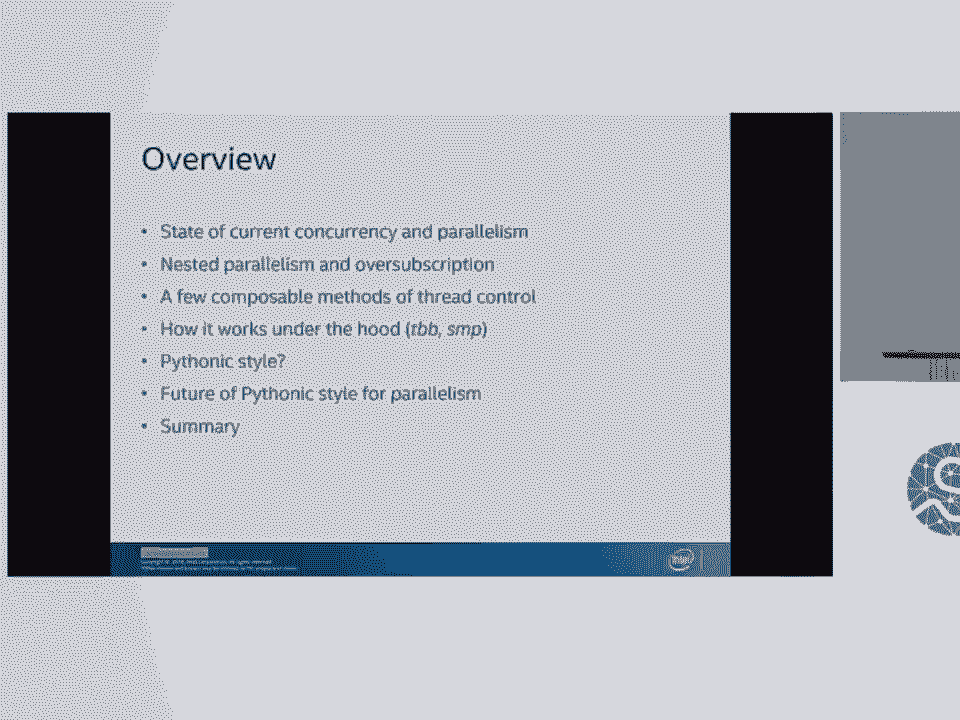 Overview
• State of current concurrency and parallelism
• Nested parallelism and oversubscription
• A few composable methods of thread control
• How it works under the hood (tbb, smp)
• Pythonic style?
• Future of Pythonic style for parallelism
• Summary
intel